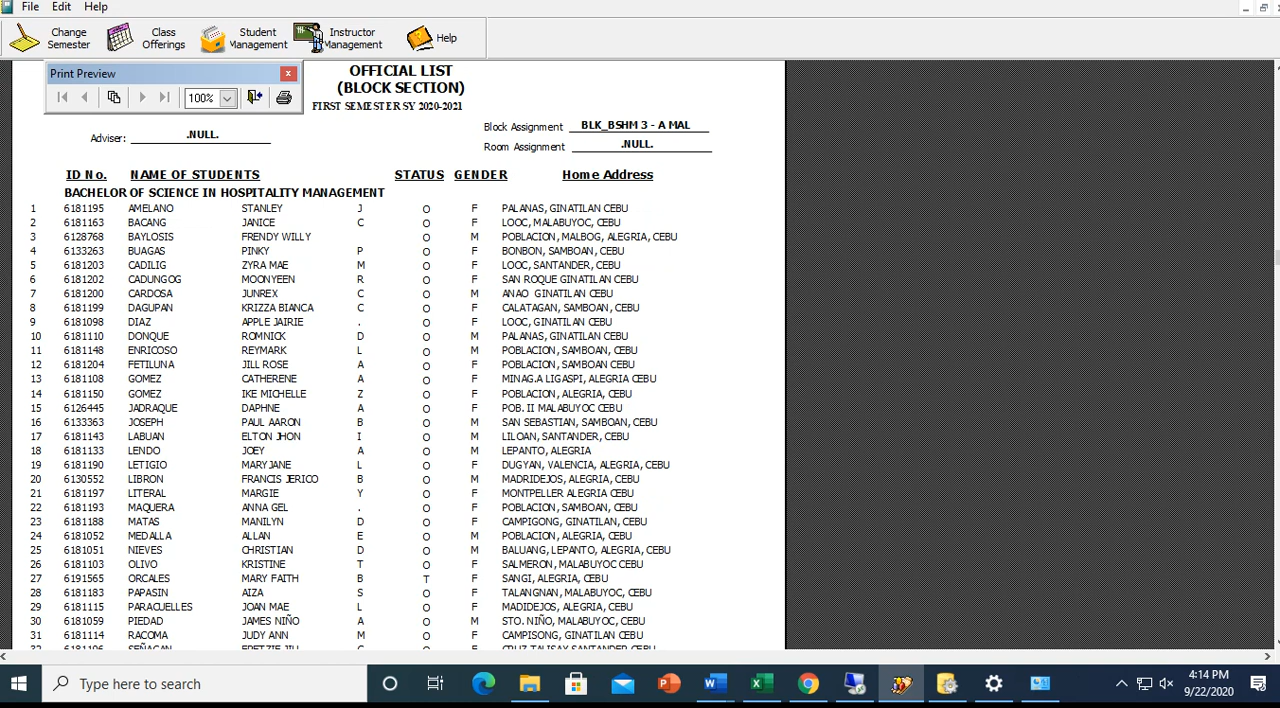 File Edit Help
Change Semester Class Offerings Student Management Instructor Management Help
Print Preview
100%
OFFICIAL LIST
(BLOCK SECTION)
FIRST SEMESTER SY 2020-2021
Adviser: .NULL.
Block Assignment BLK_BSHM 3 - A MAL
Room Assignment .NULL.
ID No. NAME OF STUDENTS STATUS GENDER Home Address
BACHELOR OF SCIENCE IN HOSPITALITY MANAGEMENT
1 6181195 AMELANO STANLEY J O F PALANAS, GINATILAN CEBU
2 6181163 BACANG JANICE C O F LOOC, MALABUYOC, CEBU
3 6128768 BAYLOSIS FRENDY WILLY O M POBLACION, MALBOG, ALEGRIA, CEBU
4 6133263 BUAGAS PINKY P O F BONBON, SAMBOAN, CEBU
5 6181203 CADILIG ZYRA MAE M O F LOOC, SANTANDER, CEBU
6 6181202 CADUNGOG MOONYEEN R O F SAN ROQUE GINATILAN CEBU
7 6181200 CARDOSA JUNREX C O M ANAO GINATILAN CEBU
8 6181199 DAGUPAN KRIZZA BIANCA C O F CALATAGAN, SAMBOAN, CEBU
9 6181098 DIAZ APPLE JAIRIE . O F LOOC, GINATILAN CEBU
10 6181110 DONQUE ROMNICK D O M PALANAS, GINATILAN CEBU
11 6181148 ENRICOSO REYMARK L O M POBLACION, SAMBOAN, CEBU
12 6181204 FETILUNA JILL ROSE A O F POBLACION, SAMBOAN CEBU
13 6181108 GOMEZ CATHERENE A O F MINAG.A LIGASPI, ALEGRIA CEBU
14 6181150 GOMEZ IKE MICHELLE Z O F POBLACION, ALEGRIA, CEBU
15 6126445 JADRAQUE DAPHNE A O F POB. II MALABUYOC CEBU
16 6133363 JOSEPH PAUL AARON B O M SAN SEBASTIAN, SAMBOAN, CEBU
17 6181143 LABUAN ELTON JHON I O M LILOAN, SANTANDER, CEBU
18 6181133 LENDO JOEY A O M LEPANTO, ALEGRIA
19 6181190 LETIGIO MARYJANE L O F DUGYAN, VALENCIA, ALEGRIA, CEBU
20 6130552 LIBRON FRANCIS JERICO B O M MADRIDEJOS, ALEGRIA, CEBU
21 6181197 LITERAL MARGIE Y O F MONTPELLER ALEGRIA CEBU
22 6181193 MAQUERA ANNA GEL . O F POBLACION, SAMBOAN, CEBU
23 6181188 MATAS MANILYN D O F CAMPIGONG, GINATILAN, CEBU
24 6181052 MEDALLA ALLAN E O M POBLACION, ALEGRIA, CEBU
25 6181051 NIEVES CHRISTIAN D O M BALUANG, LEPANTO, ALEGRIA, CEBU
26 6181103 OLIVO KRISTINE T O F SALMERON, MALABUYOC CEBU
27 6191565 ORCALES MARY FAITH B T F SANGI, ALEGRIA, CEBU
28 6181183 PAPASIN AIZA S O F TALANGNAN, MALABUYOC, CEBU
29 6181115 PARACUELLES JOAN MAE L O F MADIDEJOS, ALEGRIA, CEBU
30 6181059 PIEDAD JAMES NIÑO A O M STO. NIÑO, MALABUYOC, CEBU
31 6181114 RACOMA JUDY ANN M O F CAMPISONG, GINATILAN CEBU
Type here to search
4:14 PM
9/22/2020